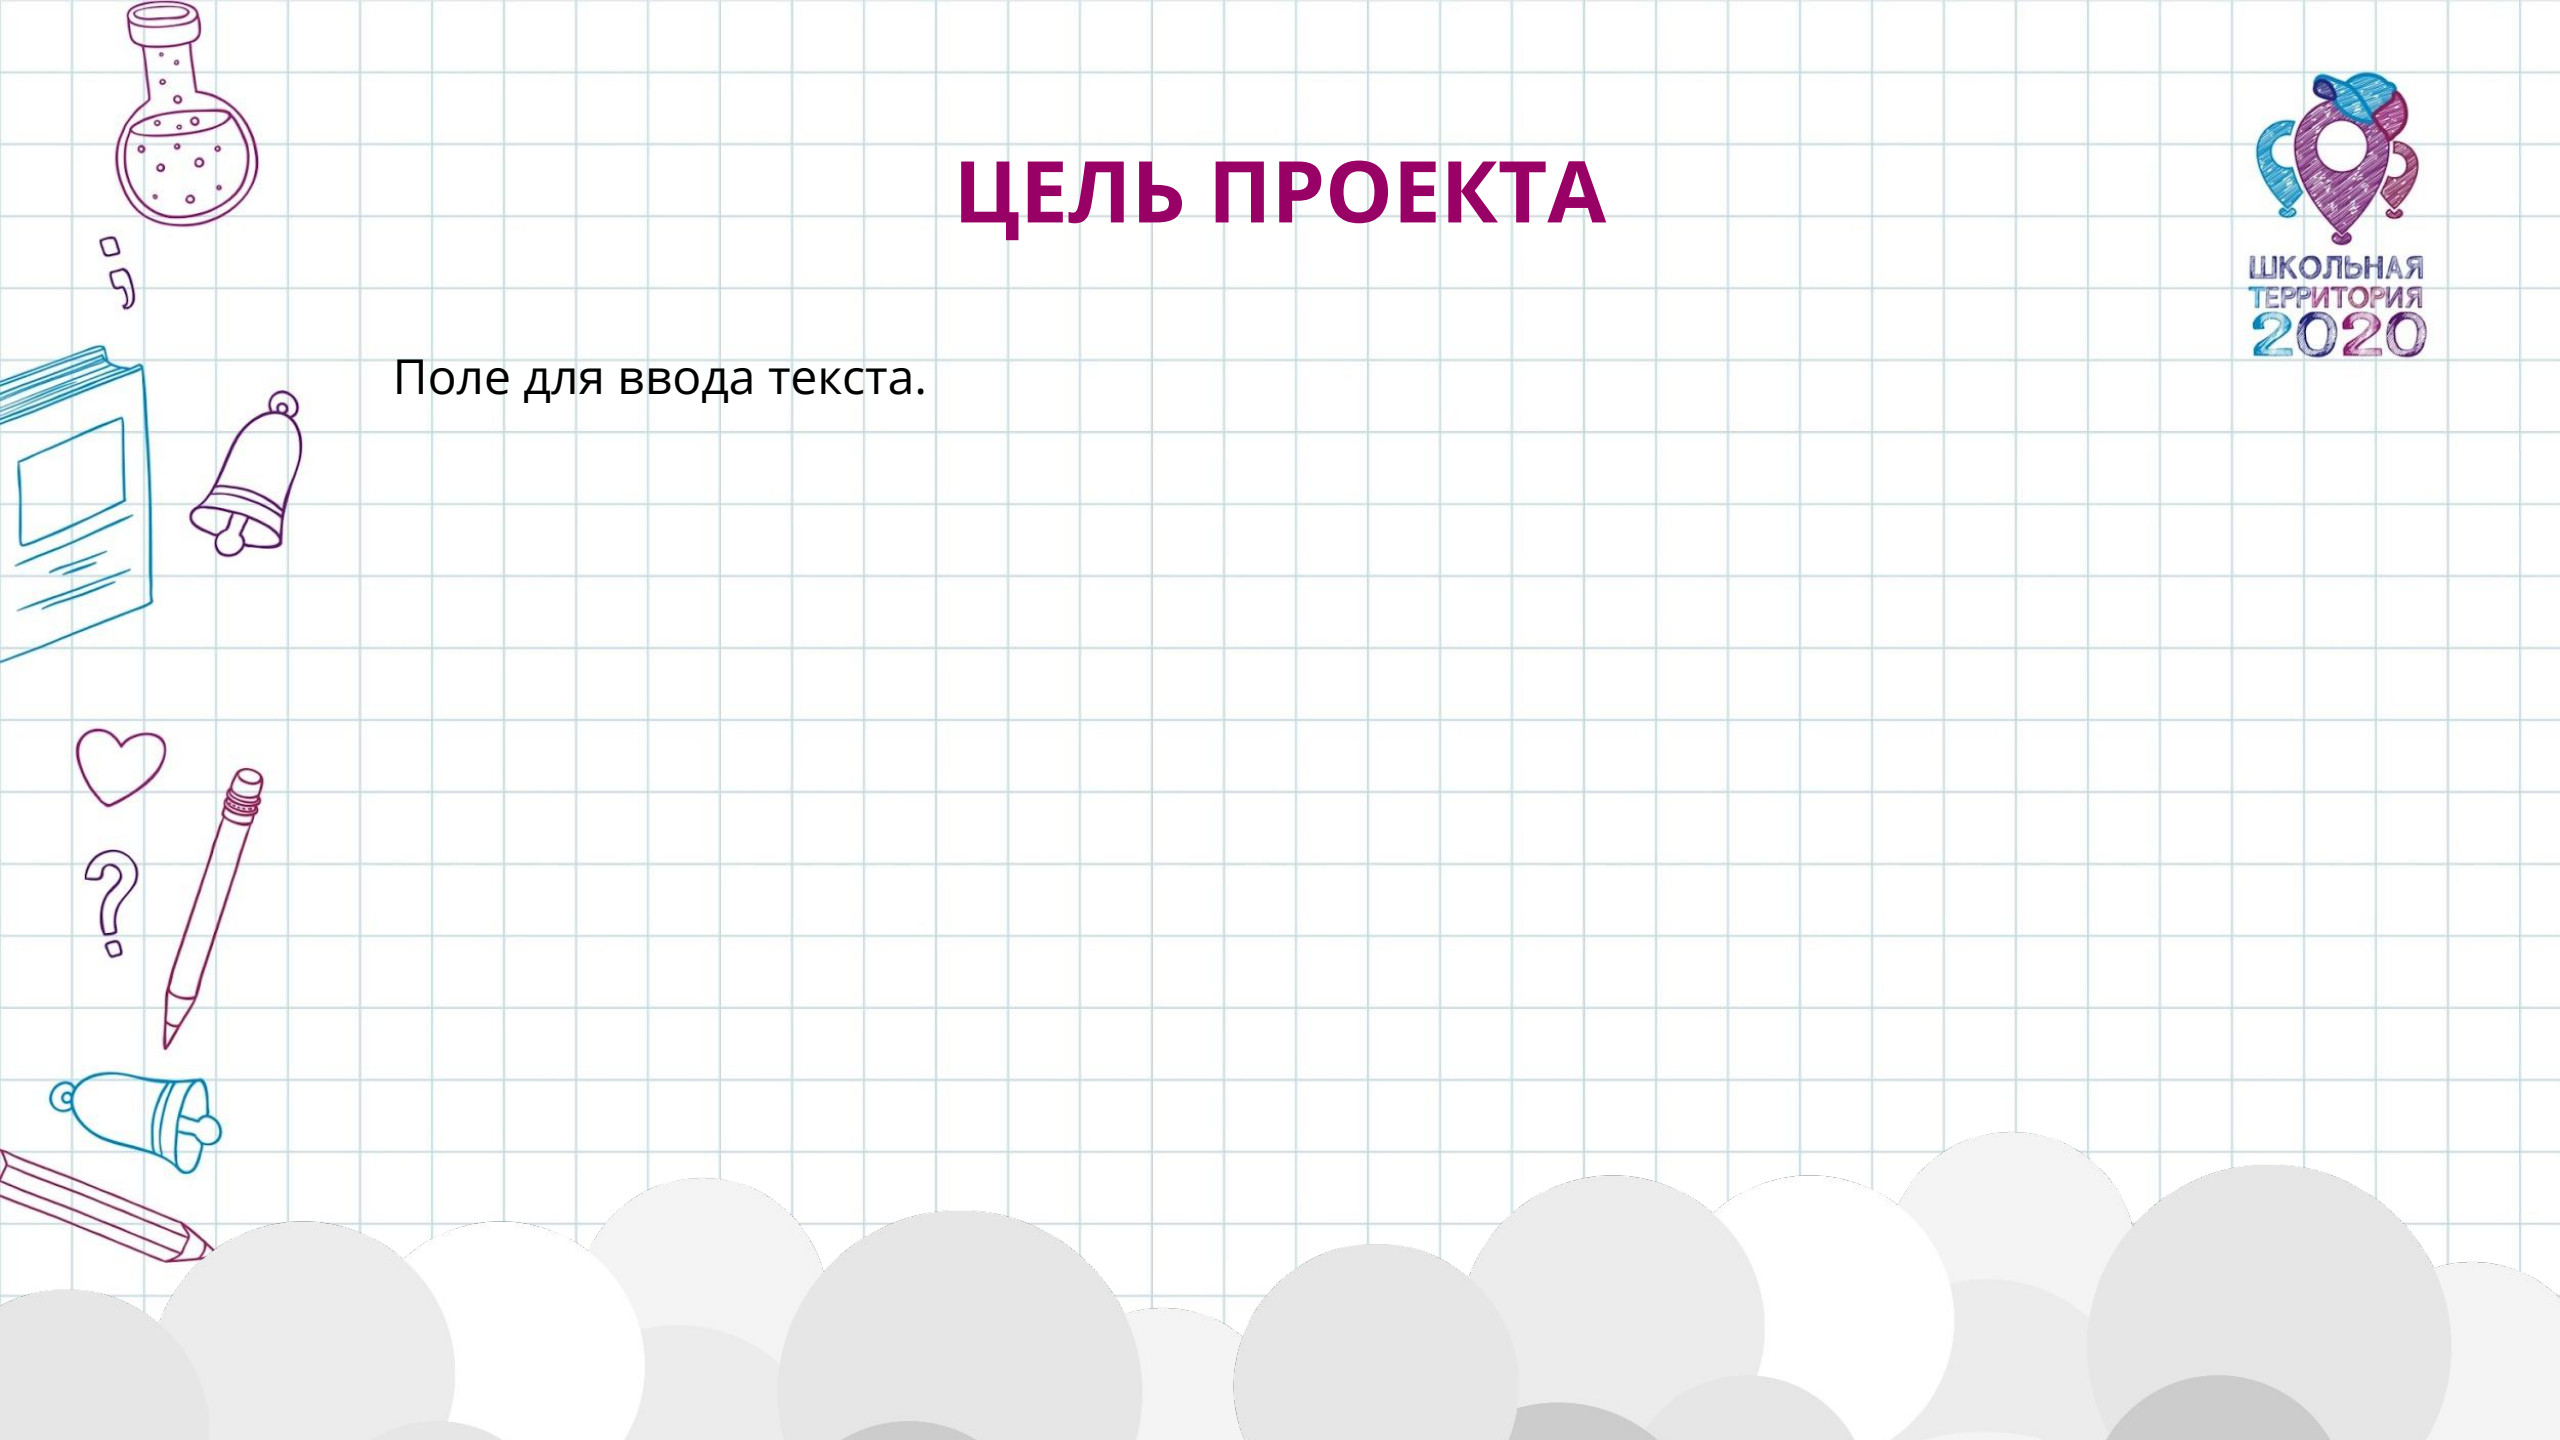 ЦЕЛЬ ПРОЕКТА
ШКОЛЬНАЯ
ТЕРРИТОРИЯ
2020
Поле для ввода текста.
;
?